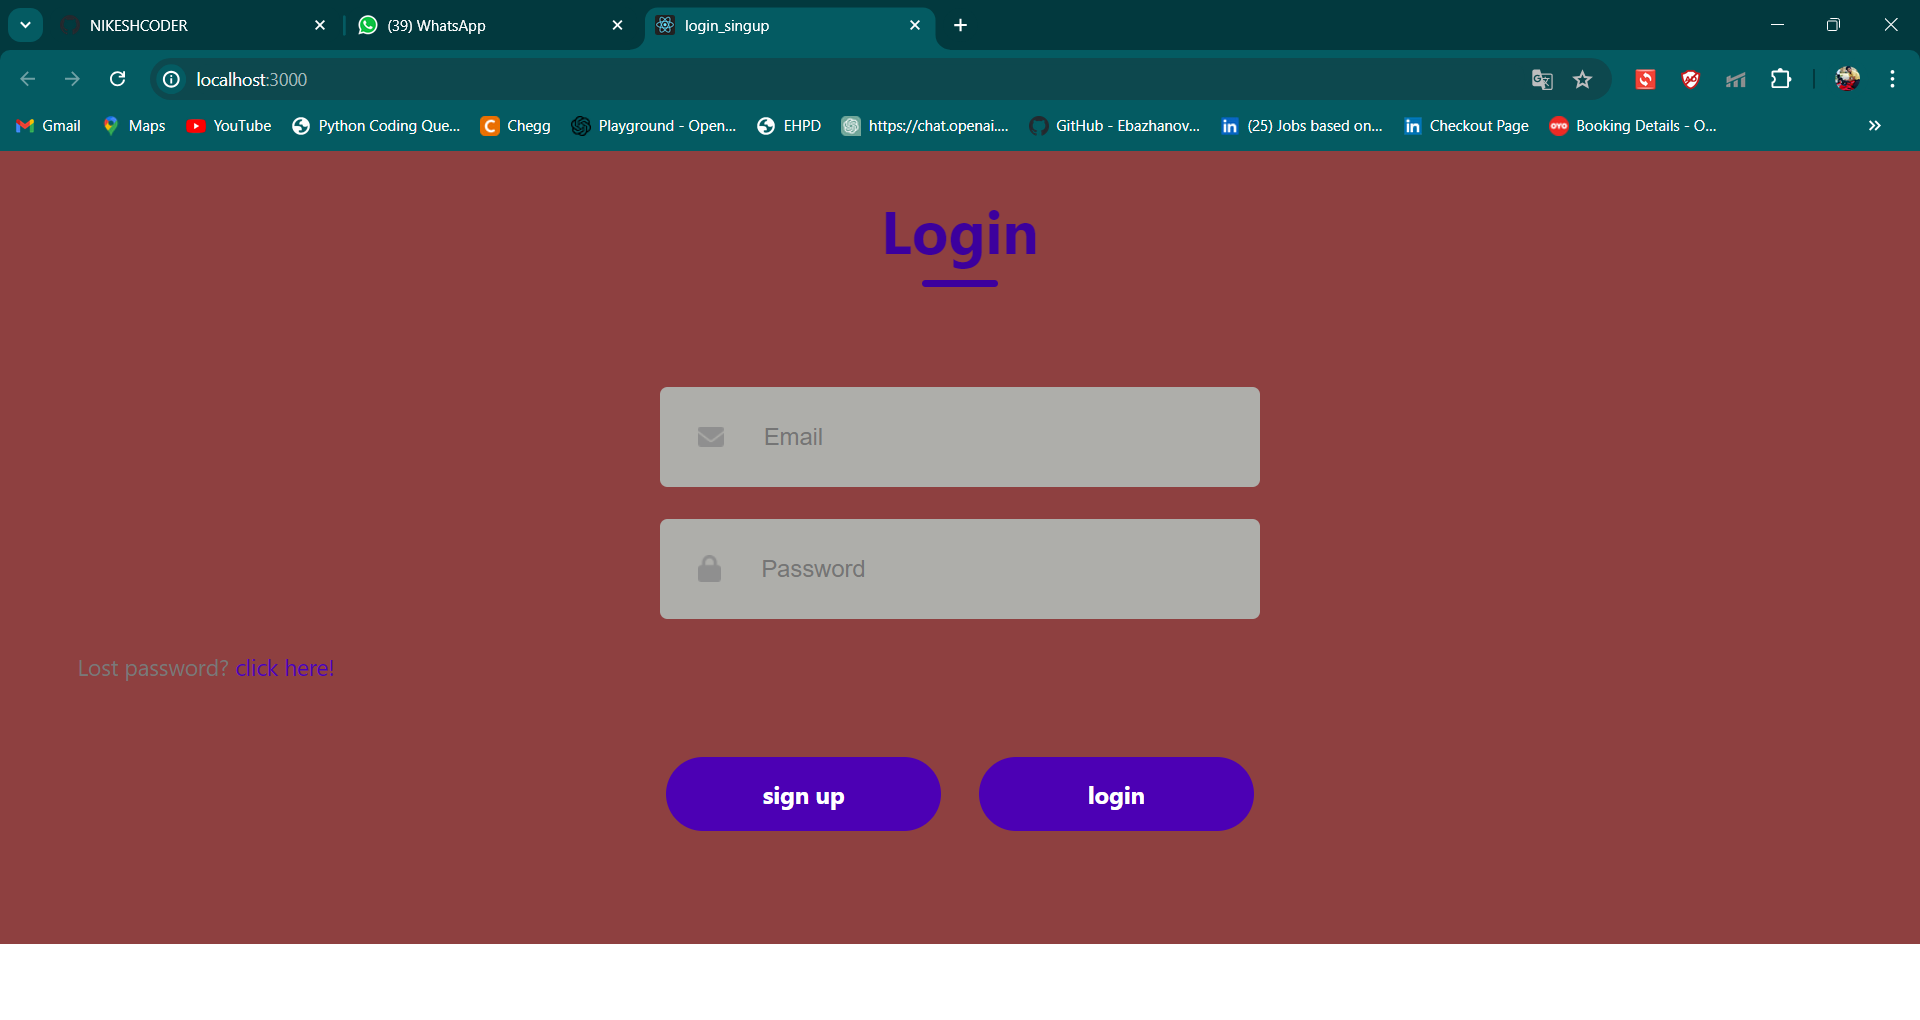 NIKESHCODER
(39) WhatsApp
login_singup
localhost:3000
Gmail
Maps
YouTube
Python Coding Que...
Chegg
Playground - Open...
EHPD
https://chat.openai....
GitHub - Ebazhanov...
(25) Jobs based on...
Checkout Page
Booking Details - O...
Login
Email
Password
Lost password? click here!
sign up
login